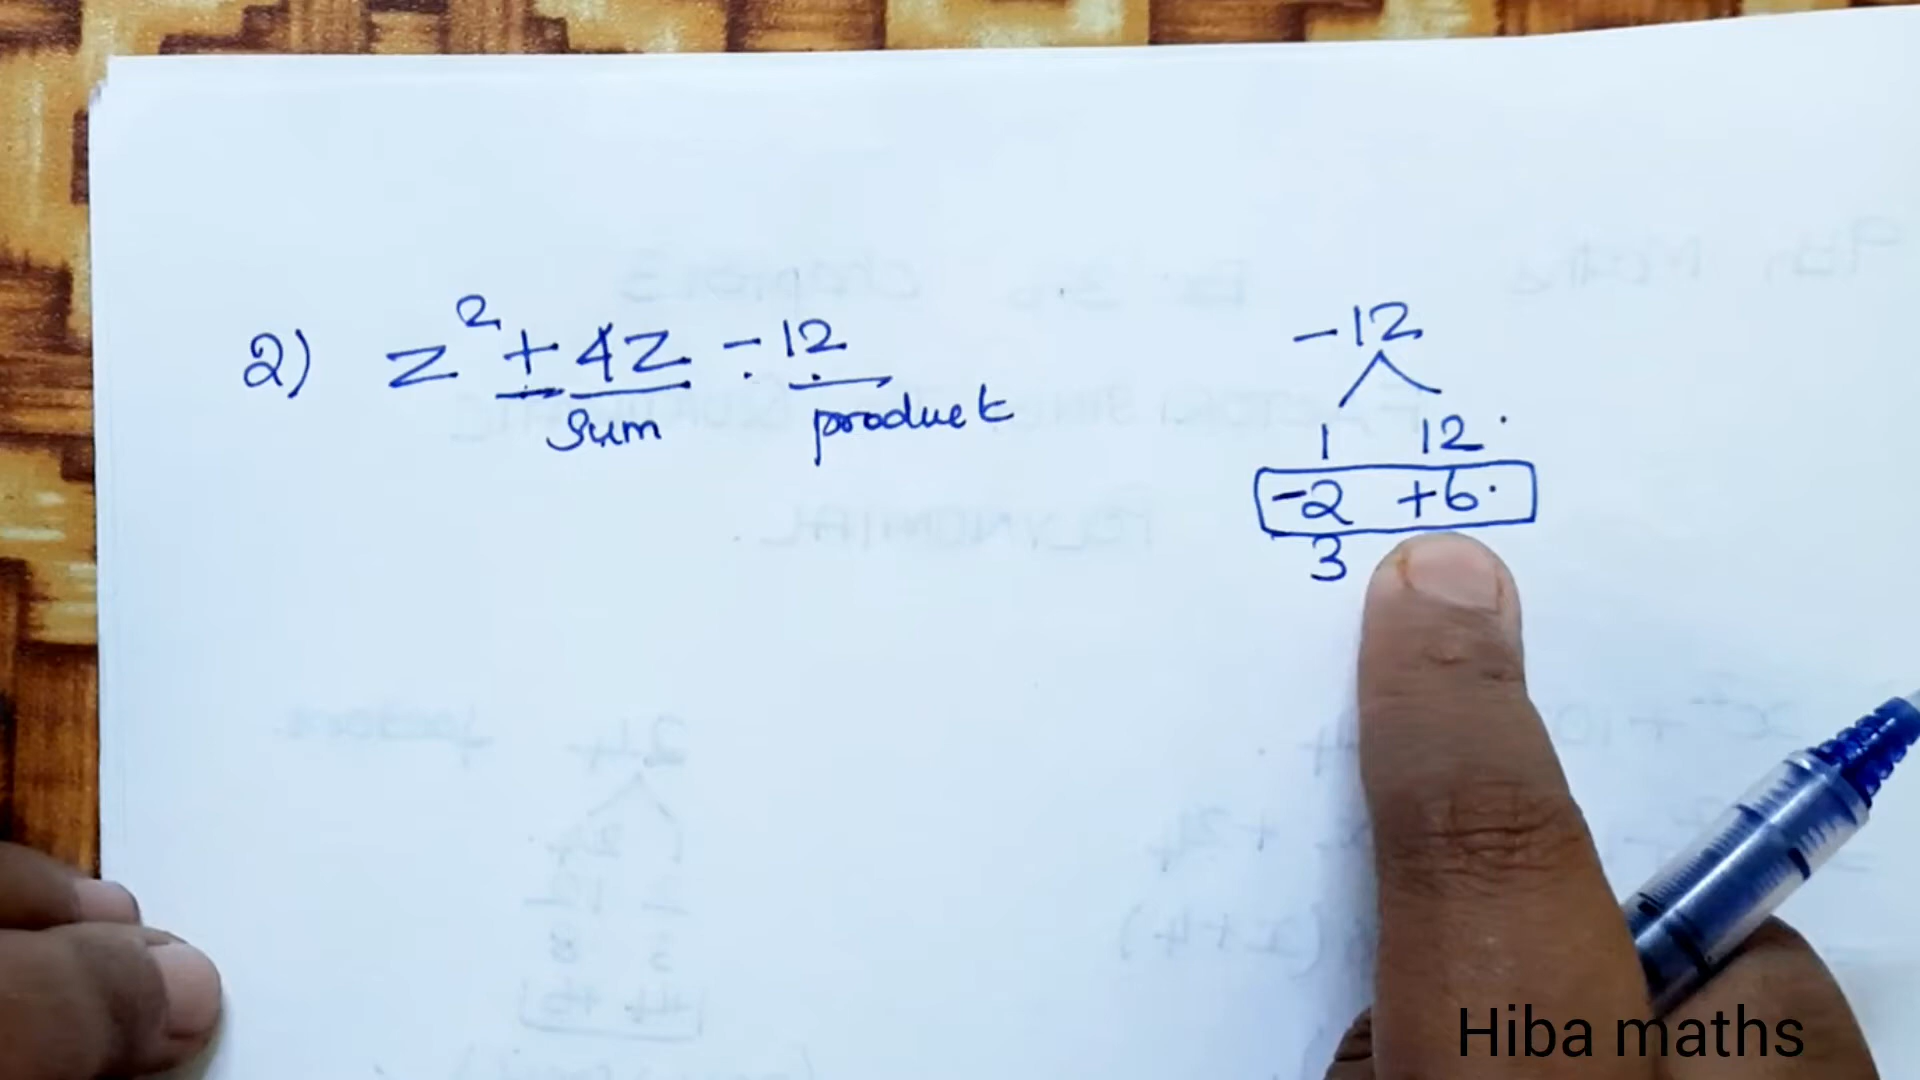 2) z² + 4z - 12
Sum product
-12
1 12
-2 +6
3
Hiba maths